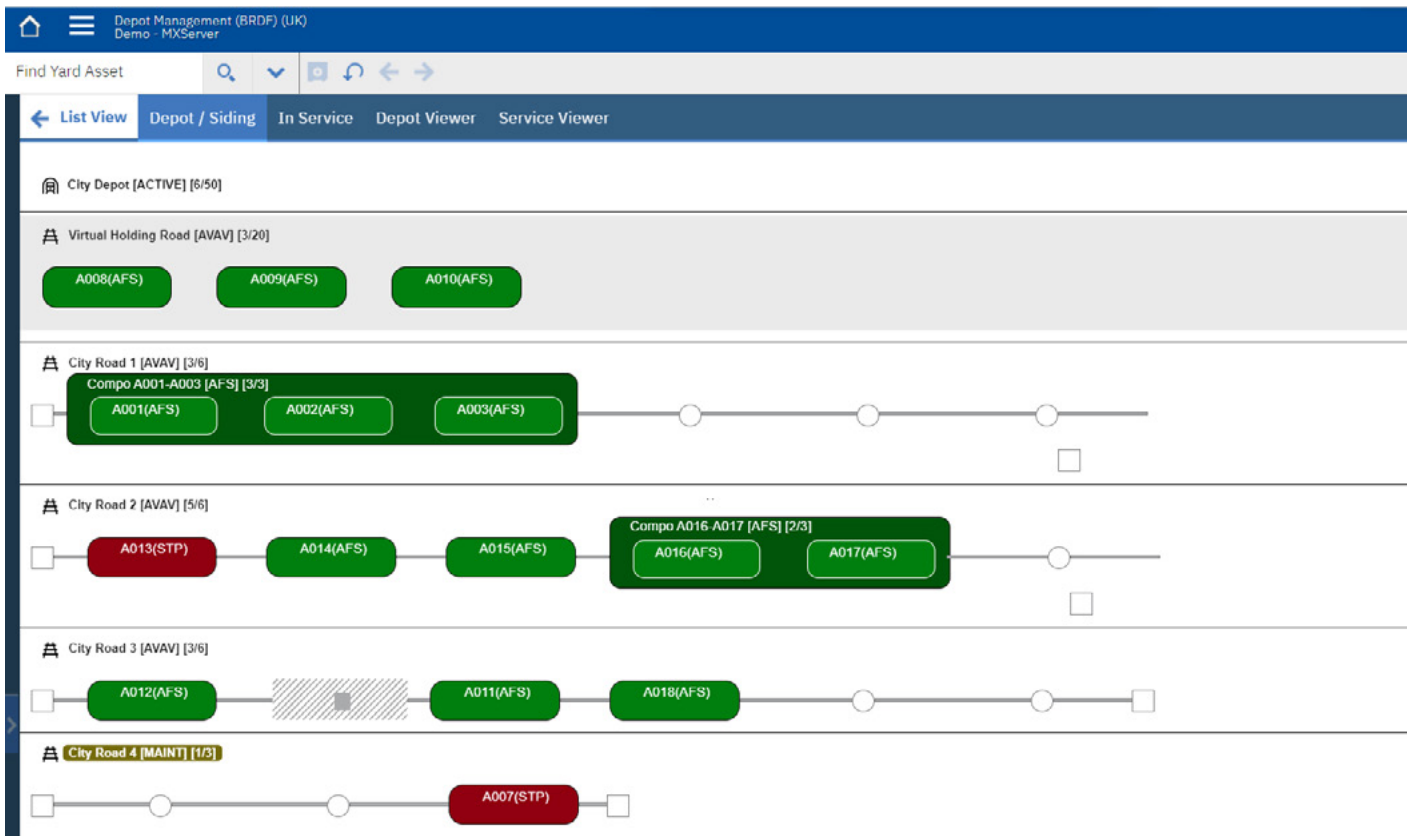 Depot Management (BRDF) (UK)
Demo - MXServer
Find Yard Asset
List View Depot / Siding In Service Depot Viewer Service Viewer
City Depot [ACTIVE] [6/50]
Virtual Holding Road [AVAV] [3/20]
A008(AFS) A009(AFS) A010(AFS)
City Road 1 [AVAV] [3/6]
Compo A001-A003 [AFS] [3/3]
A001(AFS) A002(AFS) A003(AFS)
City Road 2 [AVAV] [5/6]
Compo A016-A017 [AFS] [2/3]
A013(STP) A014(AFS) A015(AFS) A016(AFS) A017(AFS)
City Road 3 [AVAV] [3/6]
A012(AFS) A011(AFS) A018(AFS)
City Road 4 [MAINT] [1/3]
A007(STP)